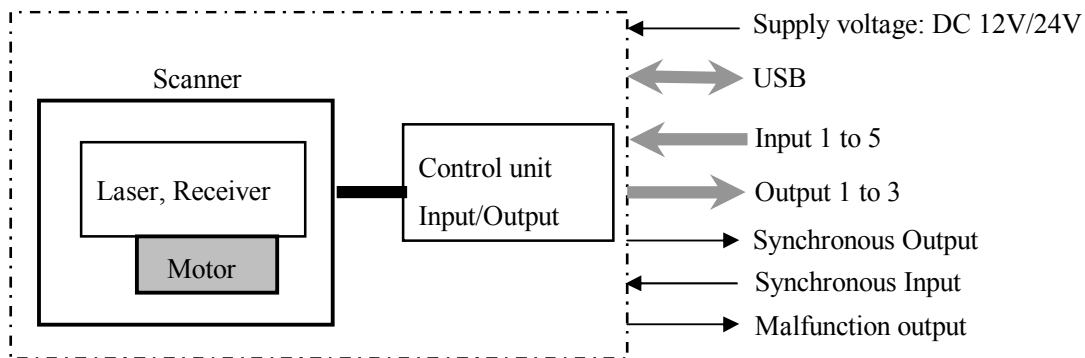 Scanner
Laser, Receiver
Motor
Control unit
Input/Output
Supply voltage: DC 12V/24V
USB
Input 1 to 5
Output 1 to 3
Synchronous Output
Synchronous Input
Malfunction output